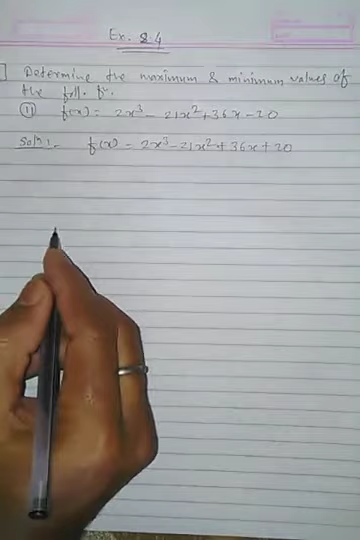 Ex. 2.4
] Determine the maximum & minimum values of
the foll. fn.
(1) f(x) = 2x³ - 21x² + 36x - 20
Soln:. f(x) = 2x³ - 21x² + 36x + 20